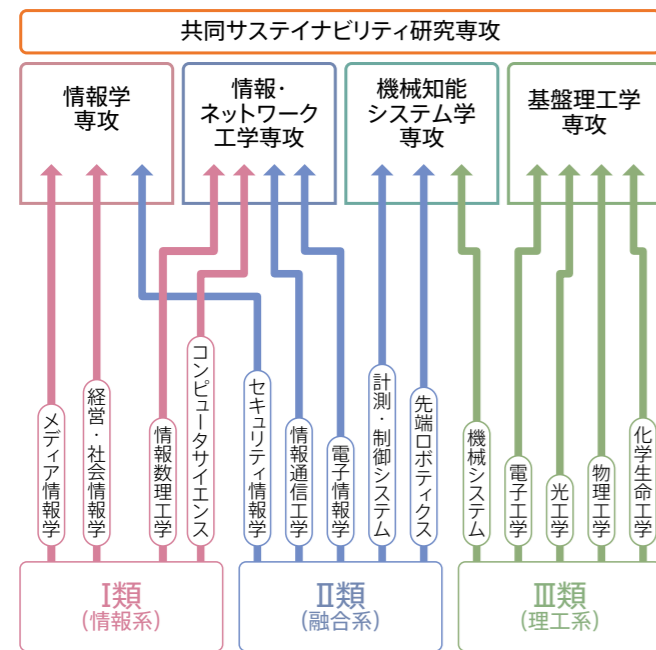 共同サステイナビリティ研究専攻
情報学
専攻
情報・
ネットワーク
工学専攻
機械知能
システム学
専攻
基盤理工学
専攻
メディア情報学
経営・社会情報学
情報数理工学
コンピュータサイエンス
セキュリティ情報学
情報通信工学
電子情報学
計測・制御システム
先端ロボティクス
機械システム
電子工学
光工学
物理工学
化学生命工学
Ⅰ類
(情報系)
Ⅱ類
(融合系)
Ⅲ類
(理工系)